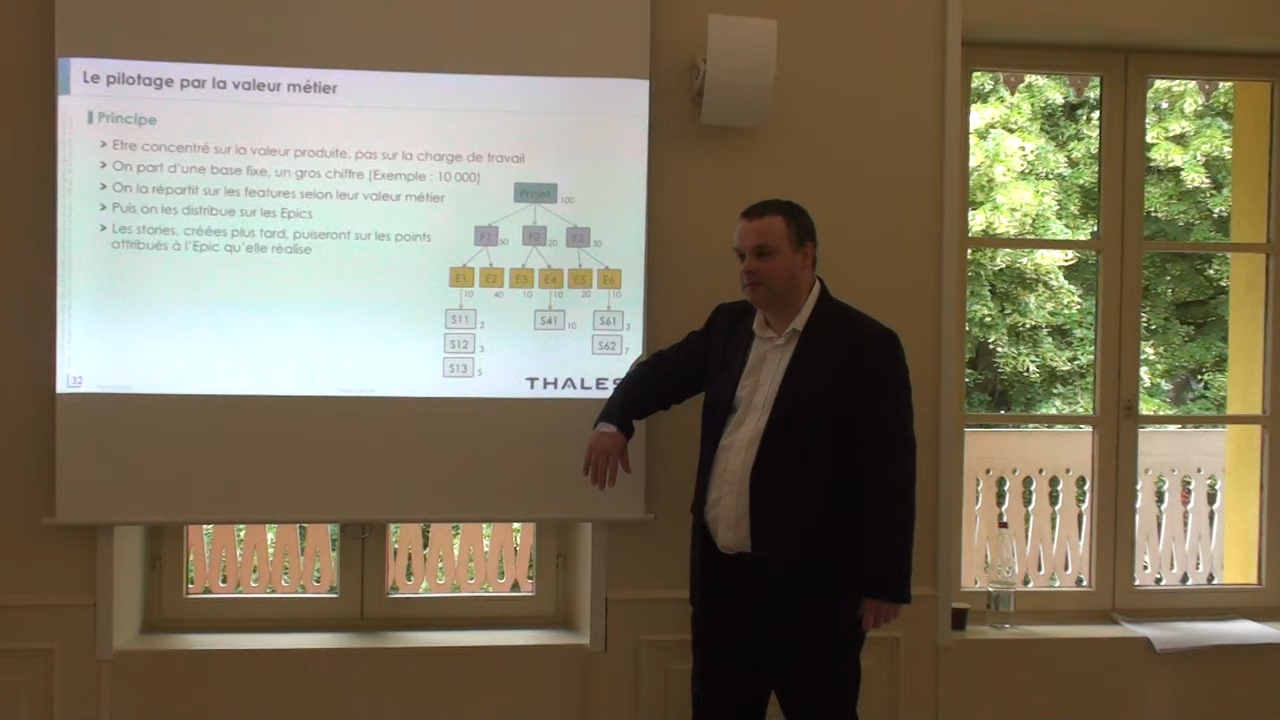 Le pilotage par la valeur métier
Principe
> Etre concentré sur la valeur produite, pas sur la charge de travail
> On part d'une base fixe, un gros chiffre (Exemple : 10 000)
> On la répartit sur les features selon leur valeur métier
> Puis on les distribue sur les Epics
> Les stories, créées plus tard, puiseront sur les points
attribués à l'Epic qu'elle réalise
Projet 100
F1 50 F2 20 F3 30
E1 E2 E3 E4 E5 E6
10 40 10 10 20 10
S11 2 S41 10 S61 3
S12 3 S62 7
S13 5
32
THALES